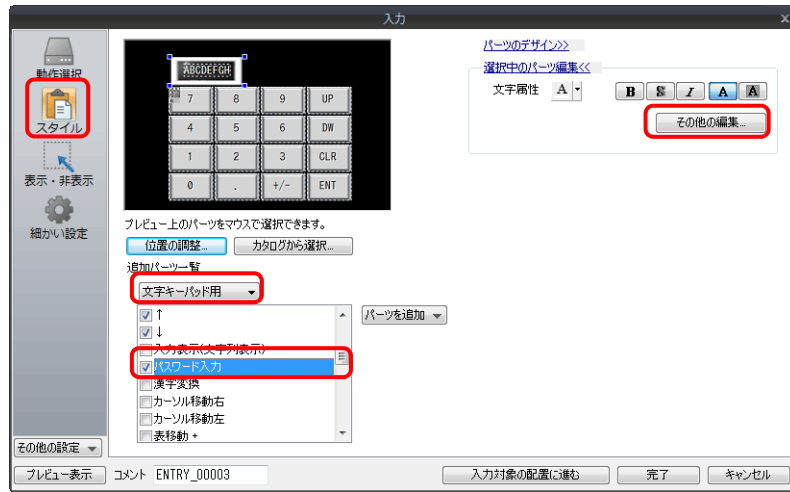 入力
動作選択
スタイル
表示・非表示
細かい設定
その他の設定
ABCDEFGH
7 8 9 UP
4 5 6 DW
1 2 3 CLR
0 . +/- ENT
プレビュー上のパーツをマウスで選択できます。
位置の調整...
カタログから選択...
追加パーツ一覧
文字キーパッド用
↑
↓
入力表示(文字列表示)
パスワード入力
漢字変換
カーソル移動右
カーソル移動左
表移動 +
パーツを追加
パーツのデザイン>>
選択中のパーツ編集<<
文字属性 A B S I A A
その他の編集...
プレビュー表示 コメント ENTRY_00003 入力対象の配置に進む 完了 キャンセル